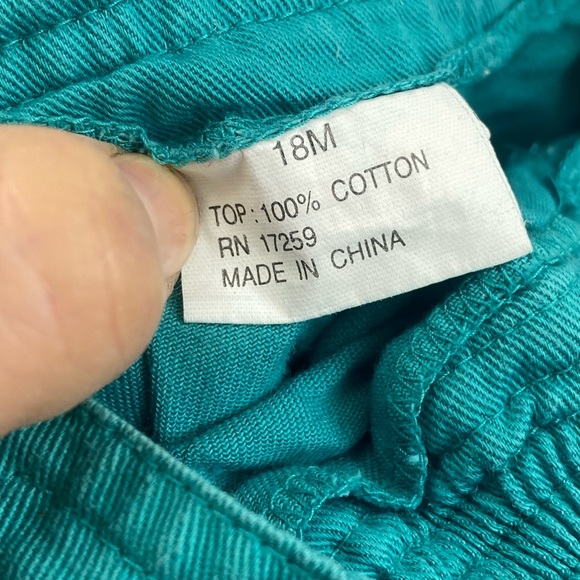 18M
TOP:100% COTTON
RN 17259
MADE IN CHINA